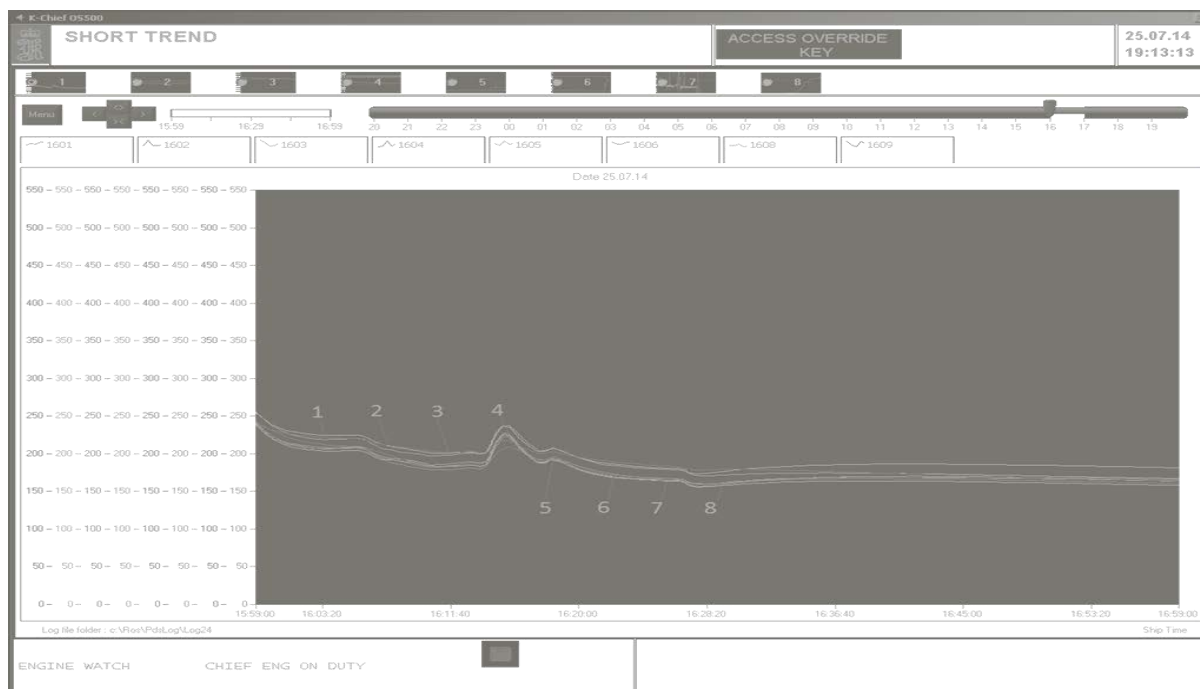 K-Chief OS500
SHORT TREND
ACCESS OVERRIDE
KEY
25.07.14
19:13:13
1 2 3 4 5 6 7 8
Menu
15:59 16:29 16:59
20 21 22 23 00 01 02 03 04 05 06 07 08 09 10 11 12 13 14 15 16 17 18 19
1601 1602 1603 1604 1605 1606 1608 1609
Date 25.07.14
550 550 550 550 550 550 550 550
500 500 500 500 500 500 500 500
450 450 450 450 450 450 450 450
400 400 400 400 400 400 400 400
350 350 350 350 350 350 350 350
300 300 300 300 300 300 300 300
250 250 250 250 250 250 250 250
1 2 3 4
200 200 200 200 200 200 200 200
150 150 150 150 150 150 150 150
5 6 7 8
100 100 100 100 100 100 100 100
50 50 50 50 50 50 50 50
0 0 0 0 0 0 0 0
15:59:00 16:03:20 16:11:40 16:20:00 16:28:20 16:36:40 16:45:00 16:53:20 16:59:00
Log file folder : c:\Ros\PdsLog\Log24
Ship Time
ENGINE WATCH CHIEF ENG ON DUTY